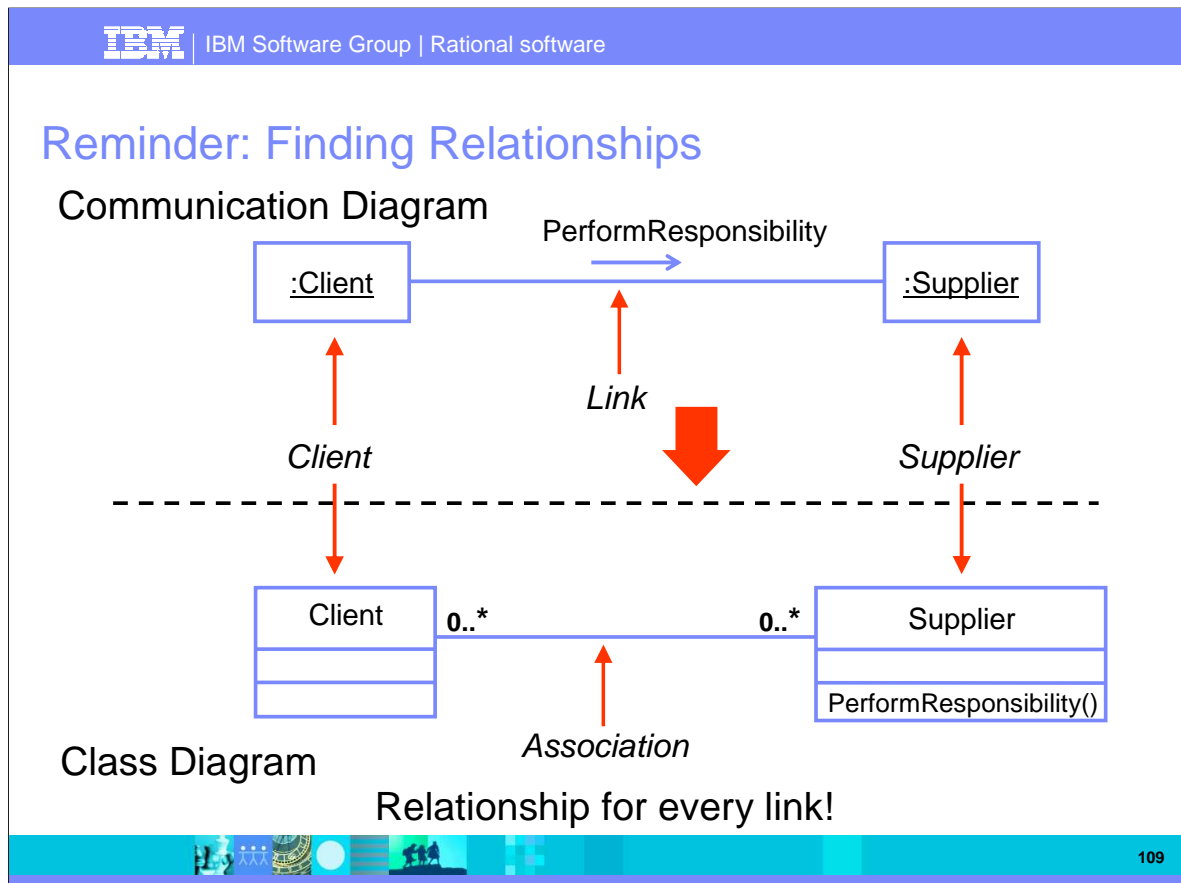 IBM | IBM Software Group | Rational software
Reminder: Finding Relationships
Communication Diagram
PerformResponsibility
:Client
:Supplier
Link
Client
Supplier
Client
0..*
0..*
Supplier
PerformResponsibility()
Association
Class Diagram
Relationship for every link!
109